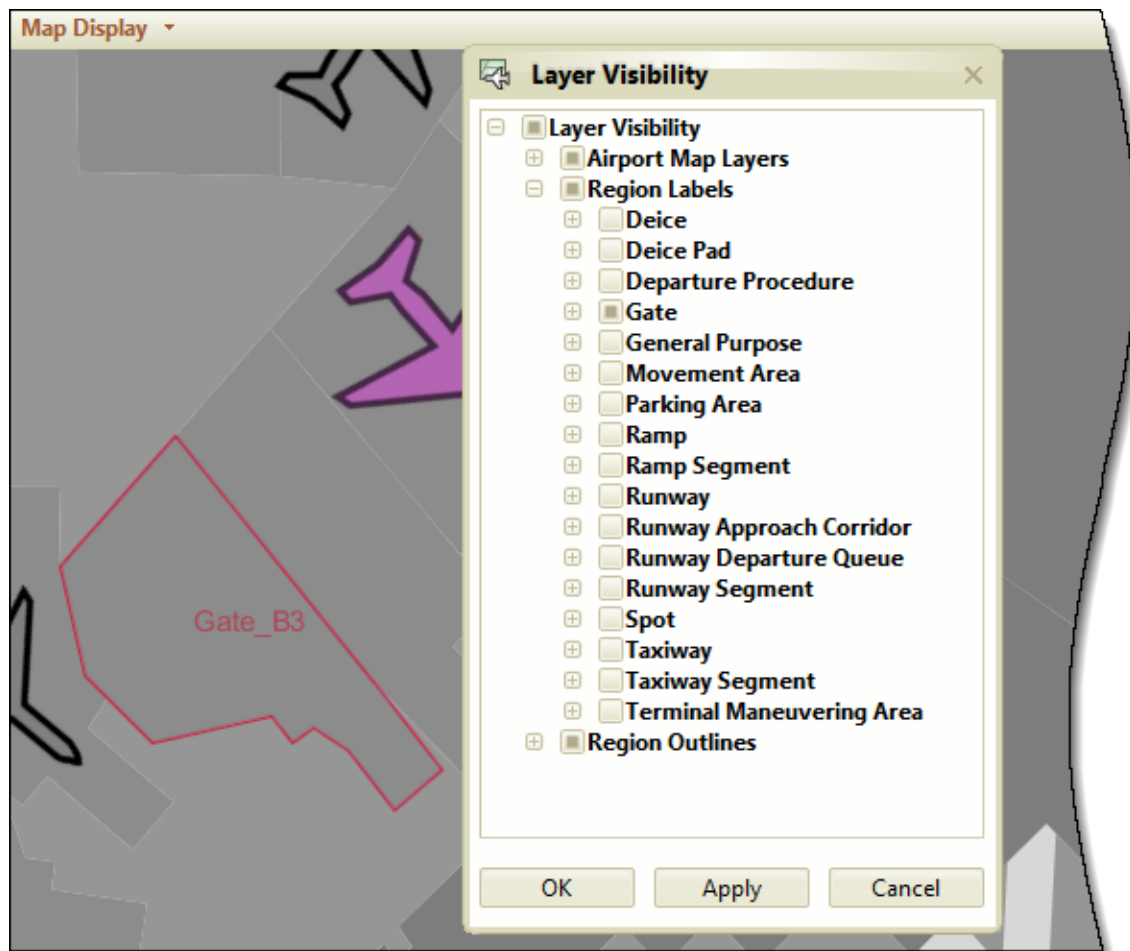 Map Display
Layer Visibility
Layer Visibility
Airport Map Layers
Region Labels
Deice
Deice Pad
Departure Procedure
Gate
General Purpose
Movement Area
Parking Area
Ramp
Ramp Segment
Runway
Runway Approach Corridor
Runway Departure Queue
Runway Segment
Spot
Taxiway
Taxiway Segment
Terminal Maneuvering Area
Region Outlines
Gate_B3
OK
Apply
Cancel